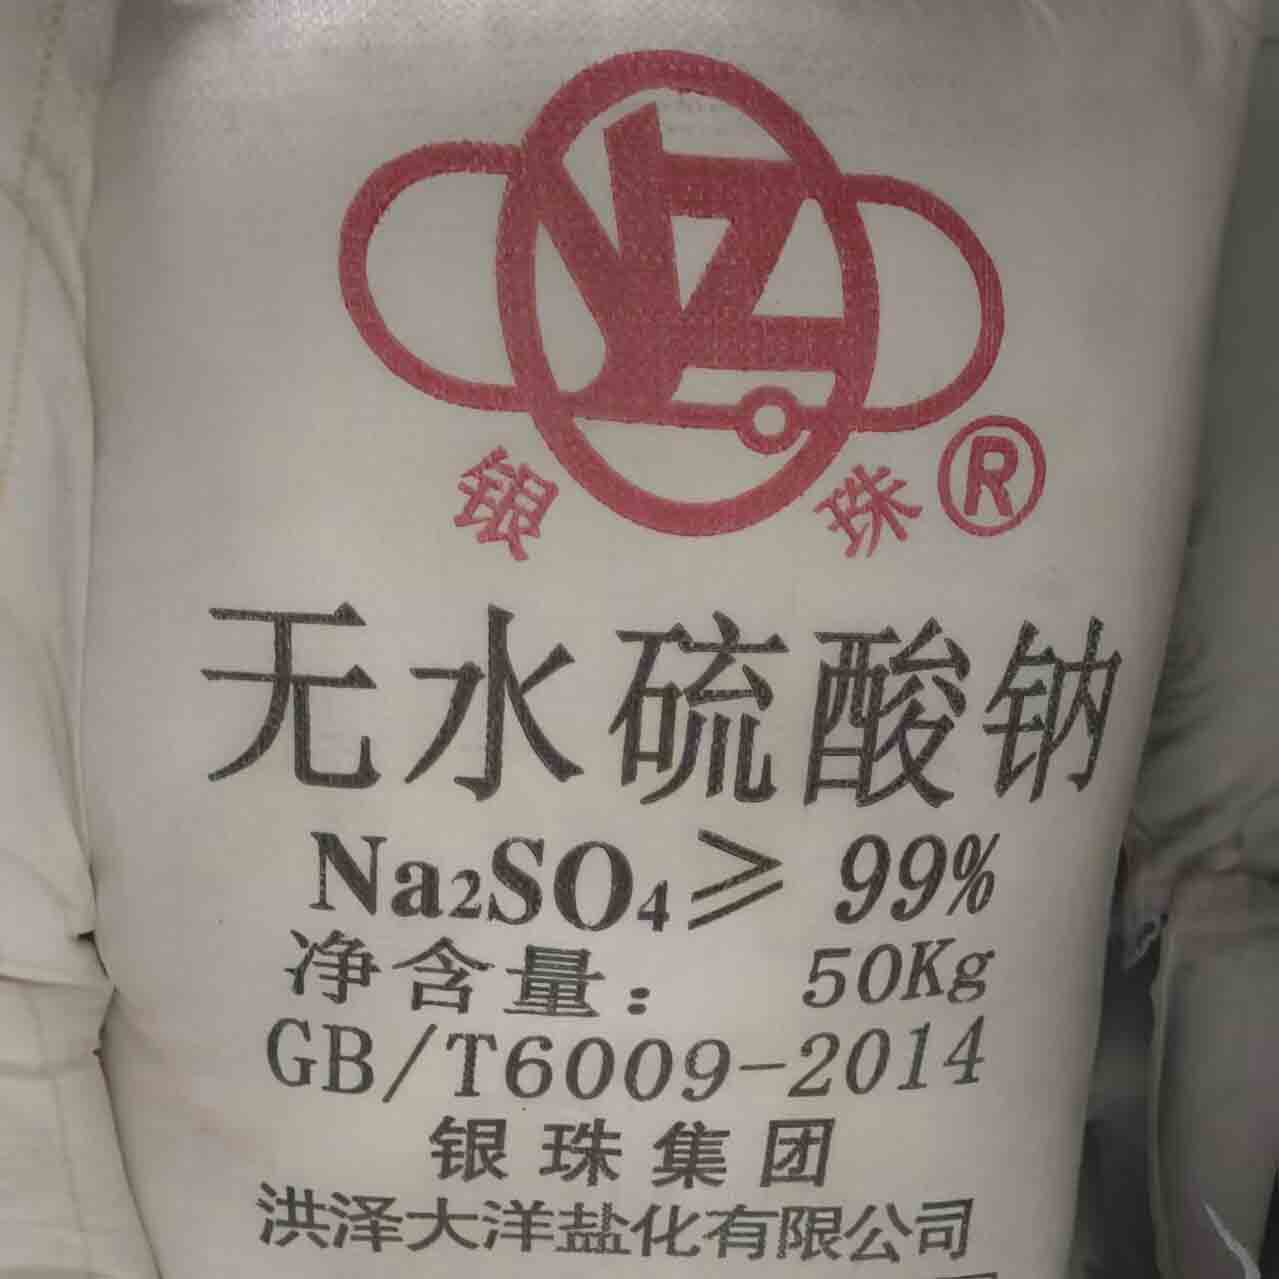 YZ
银珠®
无水硫酸钠
Na₂SO₄≥99%
净含量：50Kg
GB/T6009-2014
银珠集团
洪泽大洋盐化有限公司